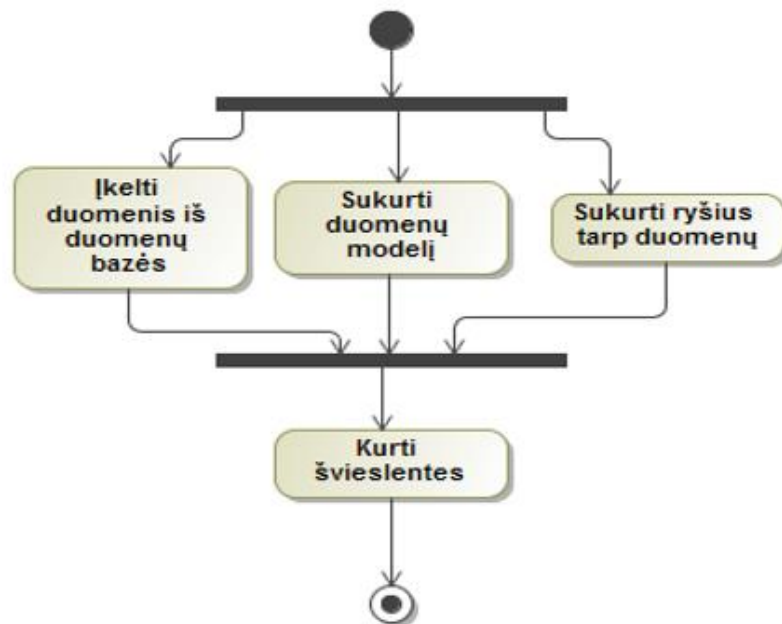 Įkelti
duomenis iš
duomenų
bazės
Sukurti
duomenų
modelį
Sukurti ryšius
tarp duomenų
Kurti
švieslentes